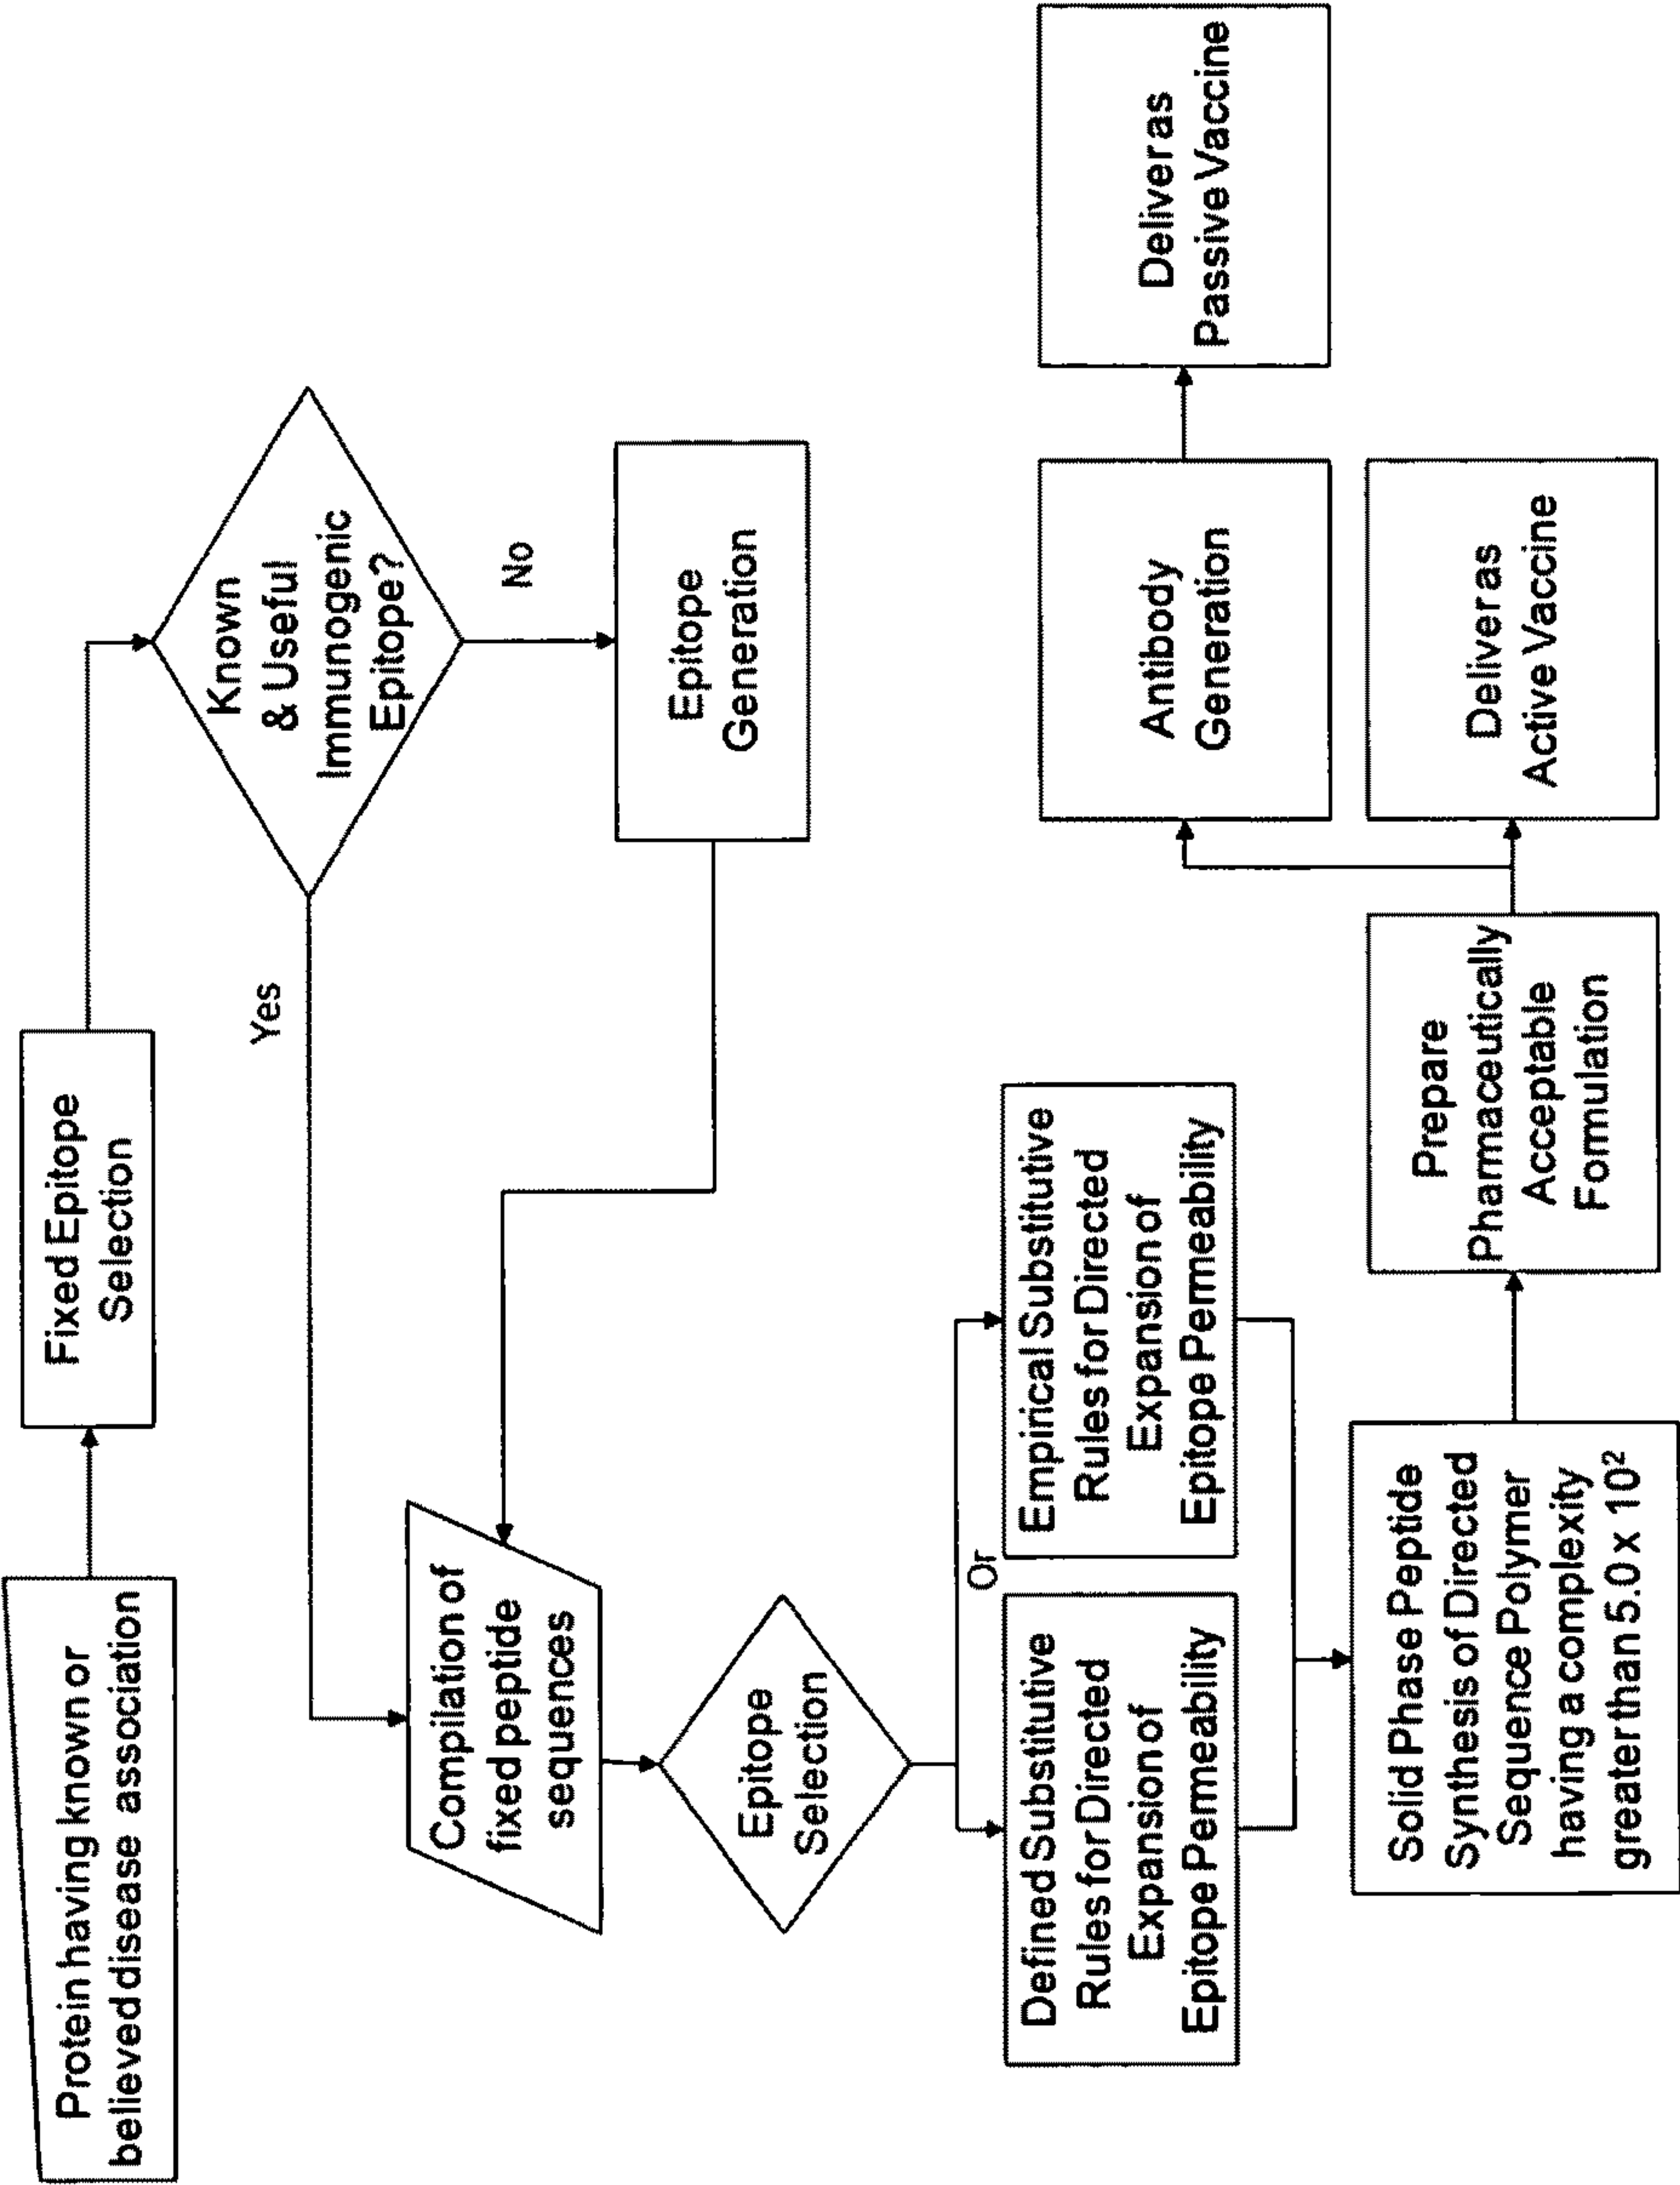 Protein having known or
believed disease association
Fixed Epitope
Selection
Known
& Useful
Immunogenic
Epitope?
Yes
No
Epitope
Generation
Compilation of
fixed peptide
sequences
Epitope
Selection
Or
Defined Substitutive
Rules for Directed
Expansion of
Epitope Permeability
Empirical Substitutive
Rules for Directed
Expansion of
Epitope Permeability
Solid Phase Peptide
Synthesis of Directed
Sequence Polymer
having a complexity
greater than 5.0 x 10²
Prepare
Pharmaceutically
Acceptable
Formulation
Antibody
Generation
Deliver as
Passive Vaccine
Deliver as
Active Vaccine